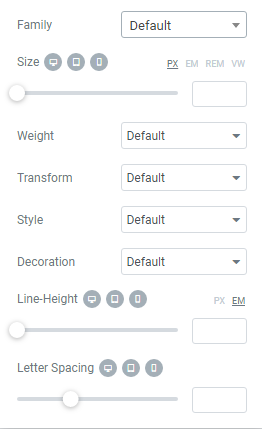 Family Default
Size PX EM REM VW
Weight Default
Transform Default
Style Default
Decoration Default
Line-Height PX EM
Letter Spacing